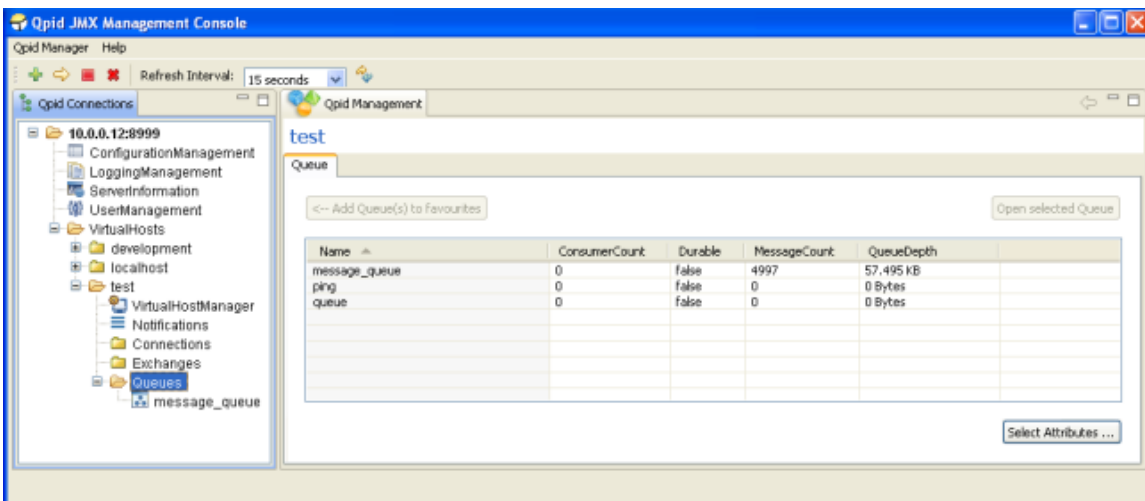 Qpid JMX Management Console
Qpid Manager Help
Refresh Interval: 15 seconds
Qpid Connections
10.0.0.12:8999
ConfigurationManagement
LoggingManagement
ServerInformation
UserManagement
VirtualHosts
development
localhost
test
VirtualHostManager
Notifications
Connections
Exchanges
Queues
message_queue
Qpid Management
test
Queue
<-- Add Queue(s) to favourites Open selected Queue
Name ConsumerCount Durable MessageCount QueueDepth
message_queue 0 false 4997 57.495 KB
ping 0 false 0 0 Bytes
queue 0 false 0 0 Bytes
Select Attributes ...